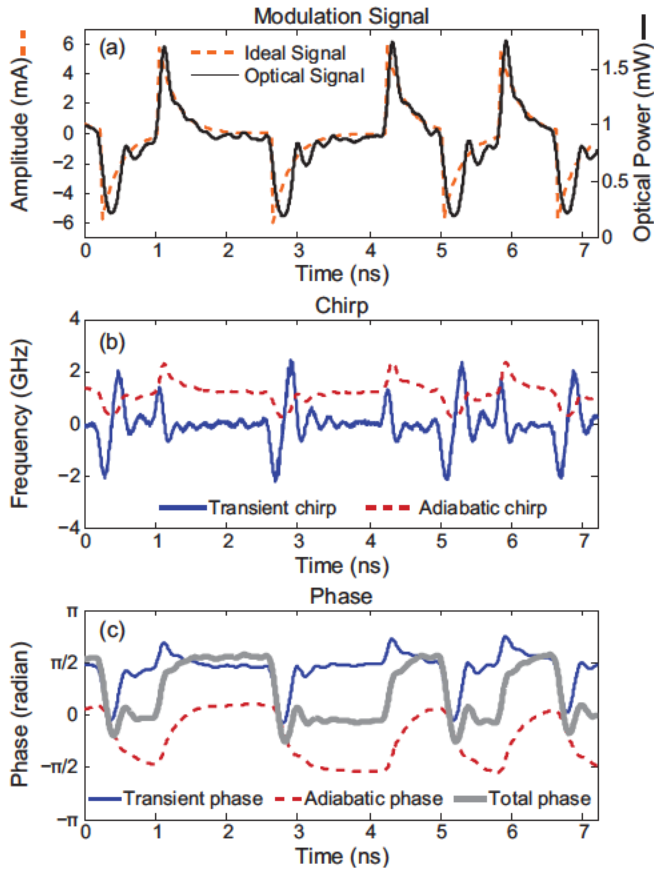 Modulation Signal
(a)
Ideal Signal
Optical Signal
Amplitude (mA)
6
4
2
0
−2
−4
−6
Optical Power (mW)
1.5
1
0.5
0
0 1 2 3 4 5 6 7
Time (ns)
Chirp
(b)
Frequency (GHz)
4
2
0
−2
−4
Transient chirp
Adiabatic chirp
0 1 2 3 4 5 6 7
Time (ns)
Phase
(c)
Phase (radian)
π
π/2
0
−π/2
−π
Transient phase
Adiabatic phase
Total phase
0 1 2 3 4 5 6 7
Time (ns)